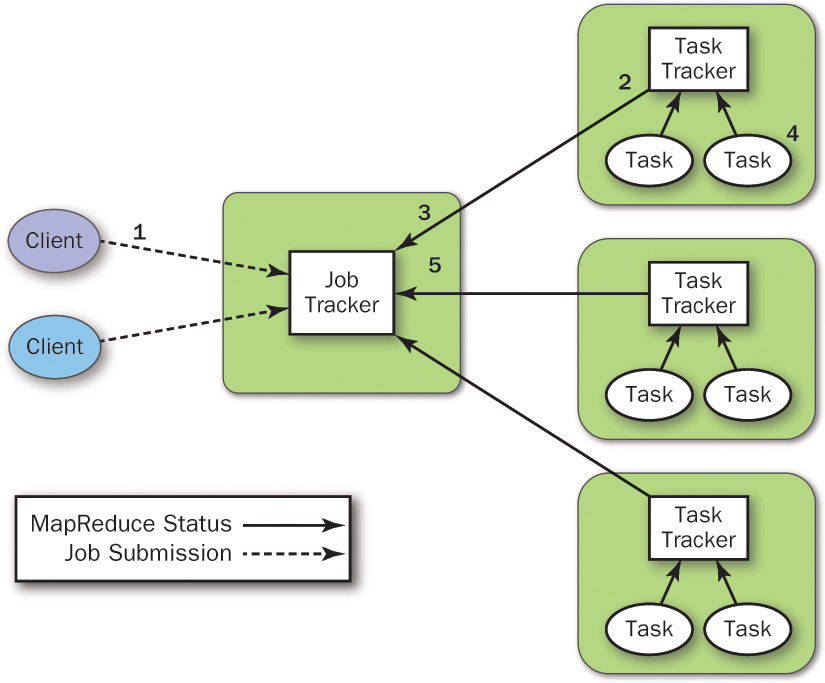 Task
Tracker
2
4
Task
Task
3
1
Client
Job
Tracker
5
Task
Tracker
Client
Task
Task
MapReduce Status
Job Submission
Task
Tracker
Task
Task